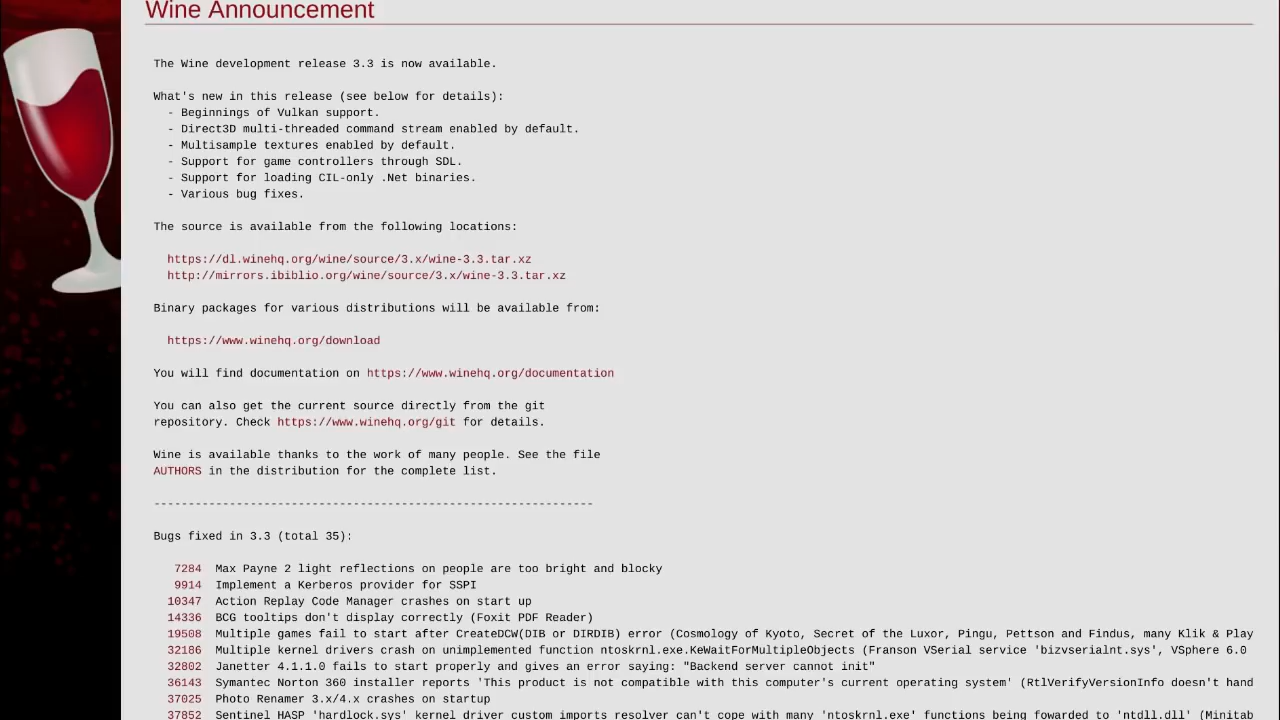 Wine Announcement
The Wine development release 3.3 is now available.
What's new in this release (see below for details):
- Beginnings of Vulkan support.
- Direct3D multi-threaded command stream enabled by default.
- Multisample textures enabled by default.
- Support for game controllers through SDL.
- Support for loading CIL-only .Net binaries.
- Various bug fixes.
The source is available from the following locations:
https://dl.winehq.org/wine/source/3.x/wine-3.3.tar.xz
http://mirrors.ibiblio.org/wine/source/3.x/wine-3.3.tar.xz
Binary packages for various distributions will be available from:
https://www.winehq.org/download
You will find documentation on https://www.winehq.org/documentation
You can also get the current source directly from the git
repository. Check https://www.winehq.org/git for details.
Wine is available thanks to the work of many people. See the file
AUTHORS in the distribution for the complete list.
----------------------------------------------------------------
Bugs fixed in 3.3 (total 35):
7284 Max Payne 2 light reflections on people are too bright and blocky
9914 Implement a Kerberos provider for SSPI
10347 Action Replay Code Manager crashes on start up
14336 BCG tooltips don't display correctly (Foxit PDF Reader)
19508 Multiple games fail to start after CreateDCW(DIB or DIRDIB) error (Cosmology of Kyoto, Secret of the Luxor, Pingu, Pettson and Findus, many Klik & Play
32186 Multiple kernel drivers crash on unimplemented function ntoskrnl.exe.KeWaitForMultipleObjects (Franson VSerial service 'bizvserialnt.sys', VSphere 6.0
32802 Janetter 4.1.1.0 fails to start properly and gives an error saying: "Backend server cannot init"
36143 Symantec Norton 360 installer reports 'This product is not compatible with this computer's current operating system' (RtlVerifyVersionInfo doesn't hand
37025 Photo Renamer 3.x/4.x crashes on startup
37852 Sentinel HASP 'hardlock.sys' kernel driver custom imports resolver can't cope with many 'ntoskrnl.exe' functions being fowarded to 'ntdll.dll' (Minitab